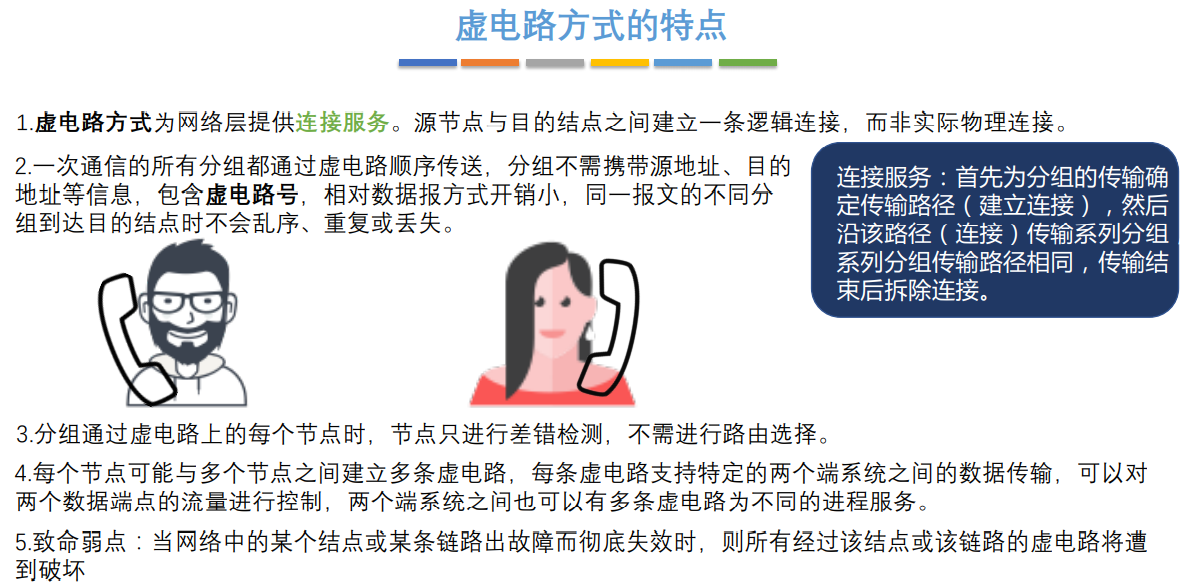 虚电路方式的特点
1.虚电路方式为网络层提供连接服务。源节点与目的结点之间建立一条逻辑连接，而非实际物理连接。
2.一次通信的所有分组都通过虚电路顺序传送，分组不需携带源地址、目的
地址等信息，包含虚电路号，相对数据报方式开销小，同一报文的不同分
组到达目的结点时不会乱序、重复或丢失。
连接服务：首先为分组的传输确
定传输路径（建立连接），然后
沿该路径（连接）传输系列分组，
系列分组传输路径相同，传输结
束后拆除连接。
3.分组通过虚电路上的每个节点时，节点只进行差错检测，不需进行路由选择。
4.每个节点可能与多个节点之间建立多条虚电路，每条虚电路支持特定的两个端系统之间的数据传输，可以对
两个数据端点的流量进行控制，两个端系统之间也可以有多条虚电路为不同的进程服务。
5.致命弱点：当网络中的某个结点或某条链路出故障而彻底失效时，则所有经过该结点或该链路的虚电路将遭
到破坏